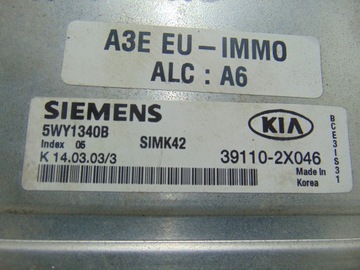 A3E EU-IMMO
ALC : A6
SIEMENS
KIA
5WY1340B
Index 05
SIMK42
K 14.03.03/3
39110-2X046
Made in
Korea
BCE3IS31